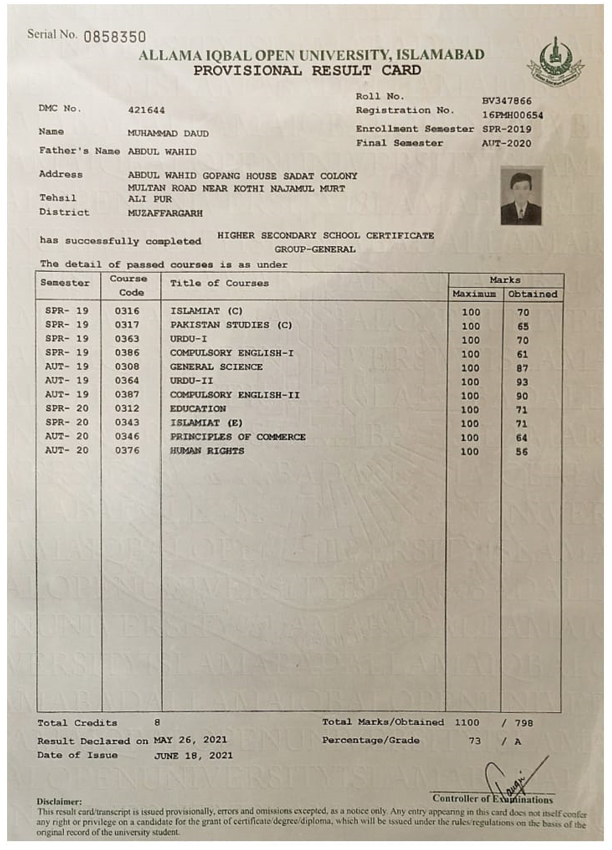 Serial No. 0858350
ALLAMA IQBAL OPEN UNIVERSITY, ISLAMABAD
PROVISIONAL RESULT CARD
Roll No. BV347866
DMC No. 421644
Registration No. 16PMH00654
Name MUHAMMAD DAUD
Enrollment Semester SPR-2019
Father's Name ABDUL WAHID
Final Semester AUT-2020
Address ABDUL WAHID GOPANG HOUSE SADAT COLONY
MULTAN ROAD NEAR KOTHI NAJAMUL MURT
Tehsil ALI PUR
District MUZAFFARGARH
has successfully completed HIGHER SECONDARY SCHOOL CERTIFICATE
GROUP-GENERAL
The detail of passed courses is as under
Semester Course Code Title of Courses Marks
Maximum Obtained
SPR- 19 0316 ISLAMIAT (C) 100 70
SPR- 19 0317 PAKISTAN STUDIES (C) 100 65
SPR- 19 0363 URDU-I 100 70
SPR- 19 0386 COMPULSORY ENGLISH-I 100 61
AUT- 19 0308 GENERAL SCIENCE 100 87
AUT- 19 0364 URDU-II 100 93
AUT- 19 0387 COMPULSORY ENGLISH-II 100 90
SPR- 20 0312 EDUCATION 100 71
SPR- 20 0343 ISLAMIAT (E) 100 71
AUT- 20 0346 PRINCIPLES OF COMMERCE 100 64
AUT- 20 0376 HUMAN RIGHTS 100 56
Total Credits 8 Total Marks/Obtained 1100 / 798
Result Declared on MAY 26, 2021 Percentage/Grade 73 / A
Date of Issue JUNE 18, 2021
Controller of Examinations
Disclaimer:
This result card/transcript is issued provisionally, errors and omissions excepted, as a notice only. Any entry appearing in this card does not itself confer
any right or privilege on a candidate for the grant of certificate/degree/diploma, which will be issued under the rules/regulations on the basis of the
original record of the university student.